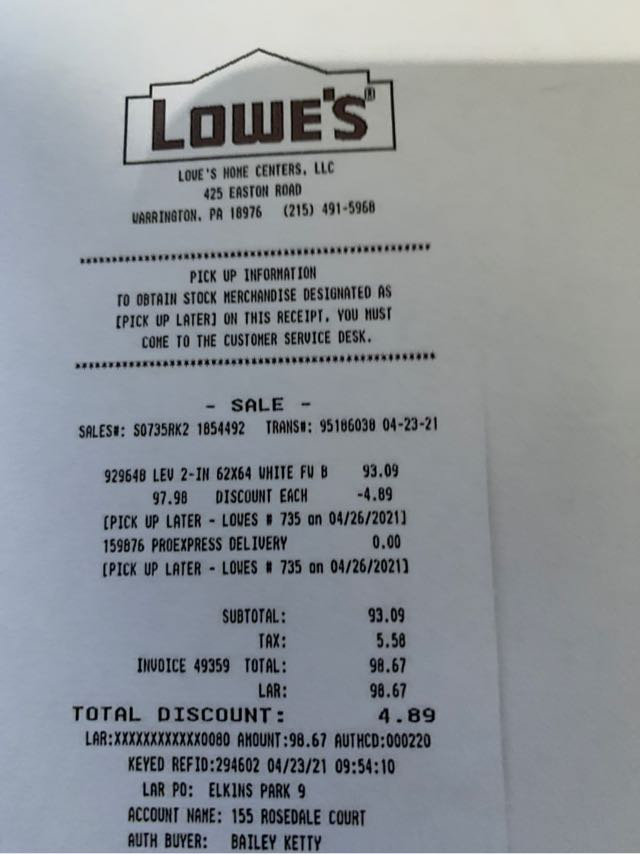 LOWE'S®
LOWE'S HOME CENTERS, LLC
425 EASTON ROAD
WARRINGTON, PA 18976 (215) 491-5968
********************************************
PICK UP INFORMATION
TO OBTAIN STOCK MERCHANDISE DESIGNATED AS
[PICK UP LATER] ON THIS RECEIPT, YOU MUST
COME TO THE CUSTOMER SERVICE DESK.
********************************************
- SALE -
SALES#: S0735RK2 1854492 TRANS#: 95186038 04-23-21
929648 LEV 2-IN 62X64 WHITE FW B 93.09
97.98 DISCOUNT EACH -4.89
[PICK UP LATER - LOWES # 735 on 04/26/2021]
159876 PROEXPRESS DELIVERY 0.00
[PICK UP LATER - LOWES # 735 on 04/26/2021]
SUBTOTAL: 93.09
TAX: 5.58
INVOICE 49359 TOTAL: 98.67
LAR: 98.67
TOTAL DISCOUNT: 4.89
LAR:XXXXXXXXXXXX0080 AMOUNT:98.67 AUTHCD:000220
KEYED REFID:294602 04/23/21 09:54:10
LAR PO: ELKINS PARK 9
ACCOUNT NAME: 155 ROSEDALE COURT
AUTH BUYER: BAILEY KETTY